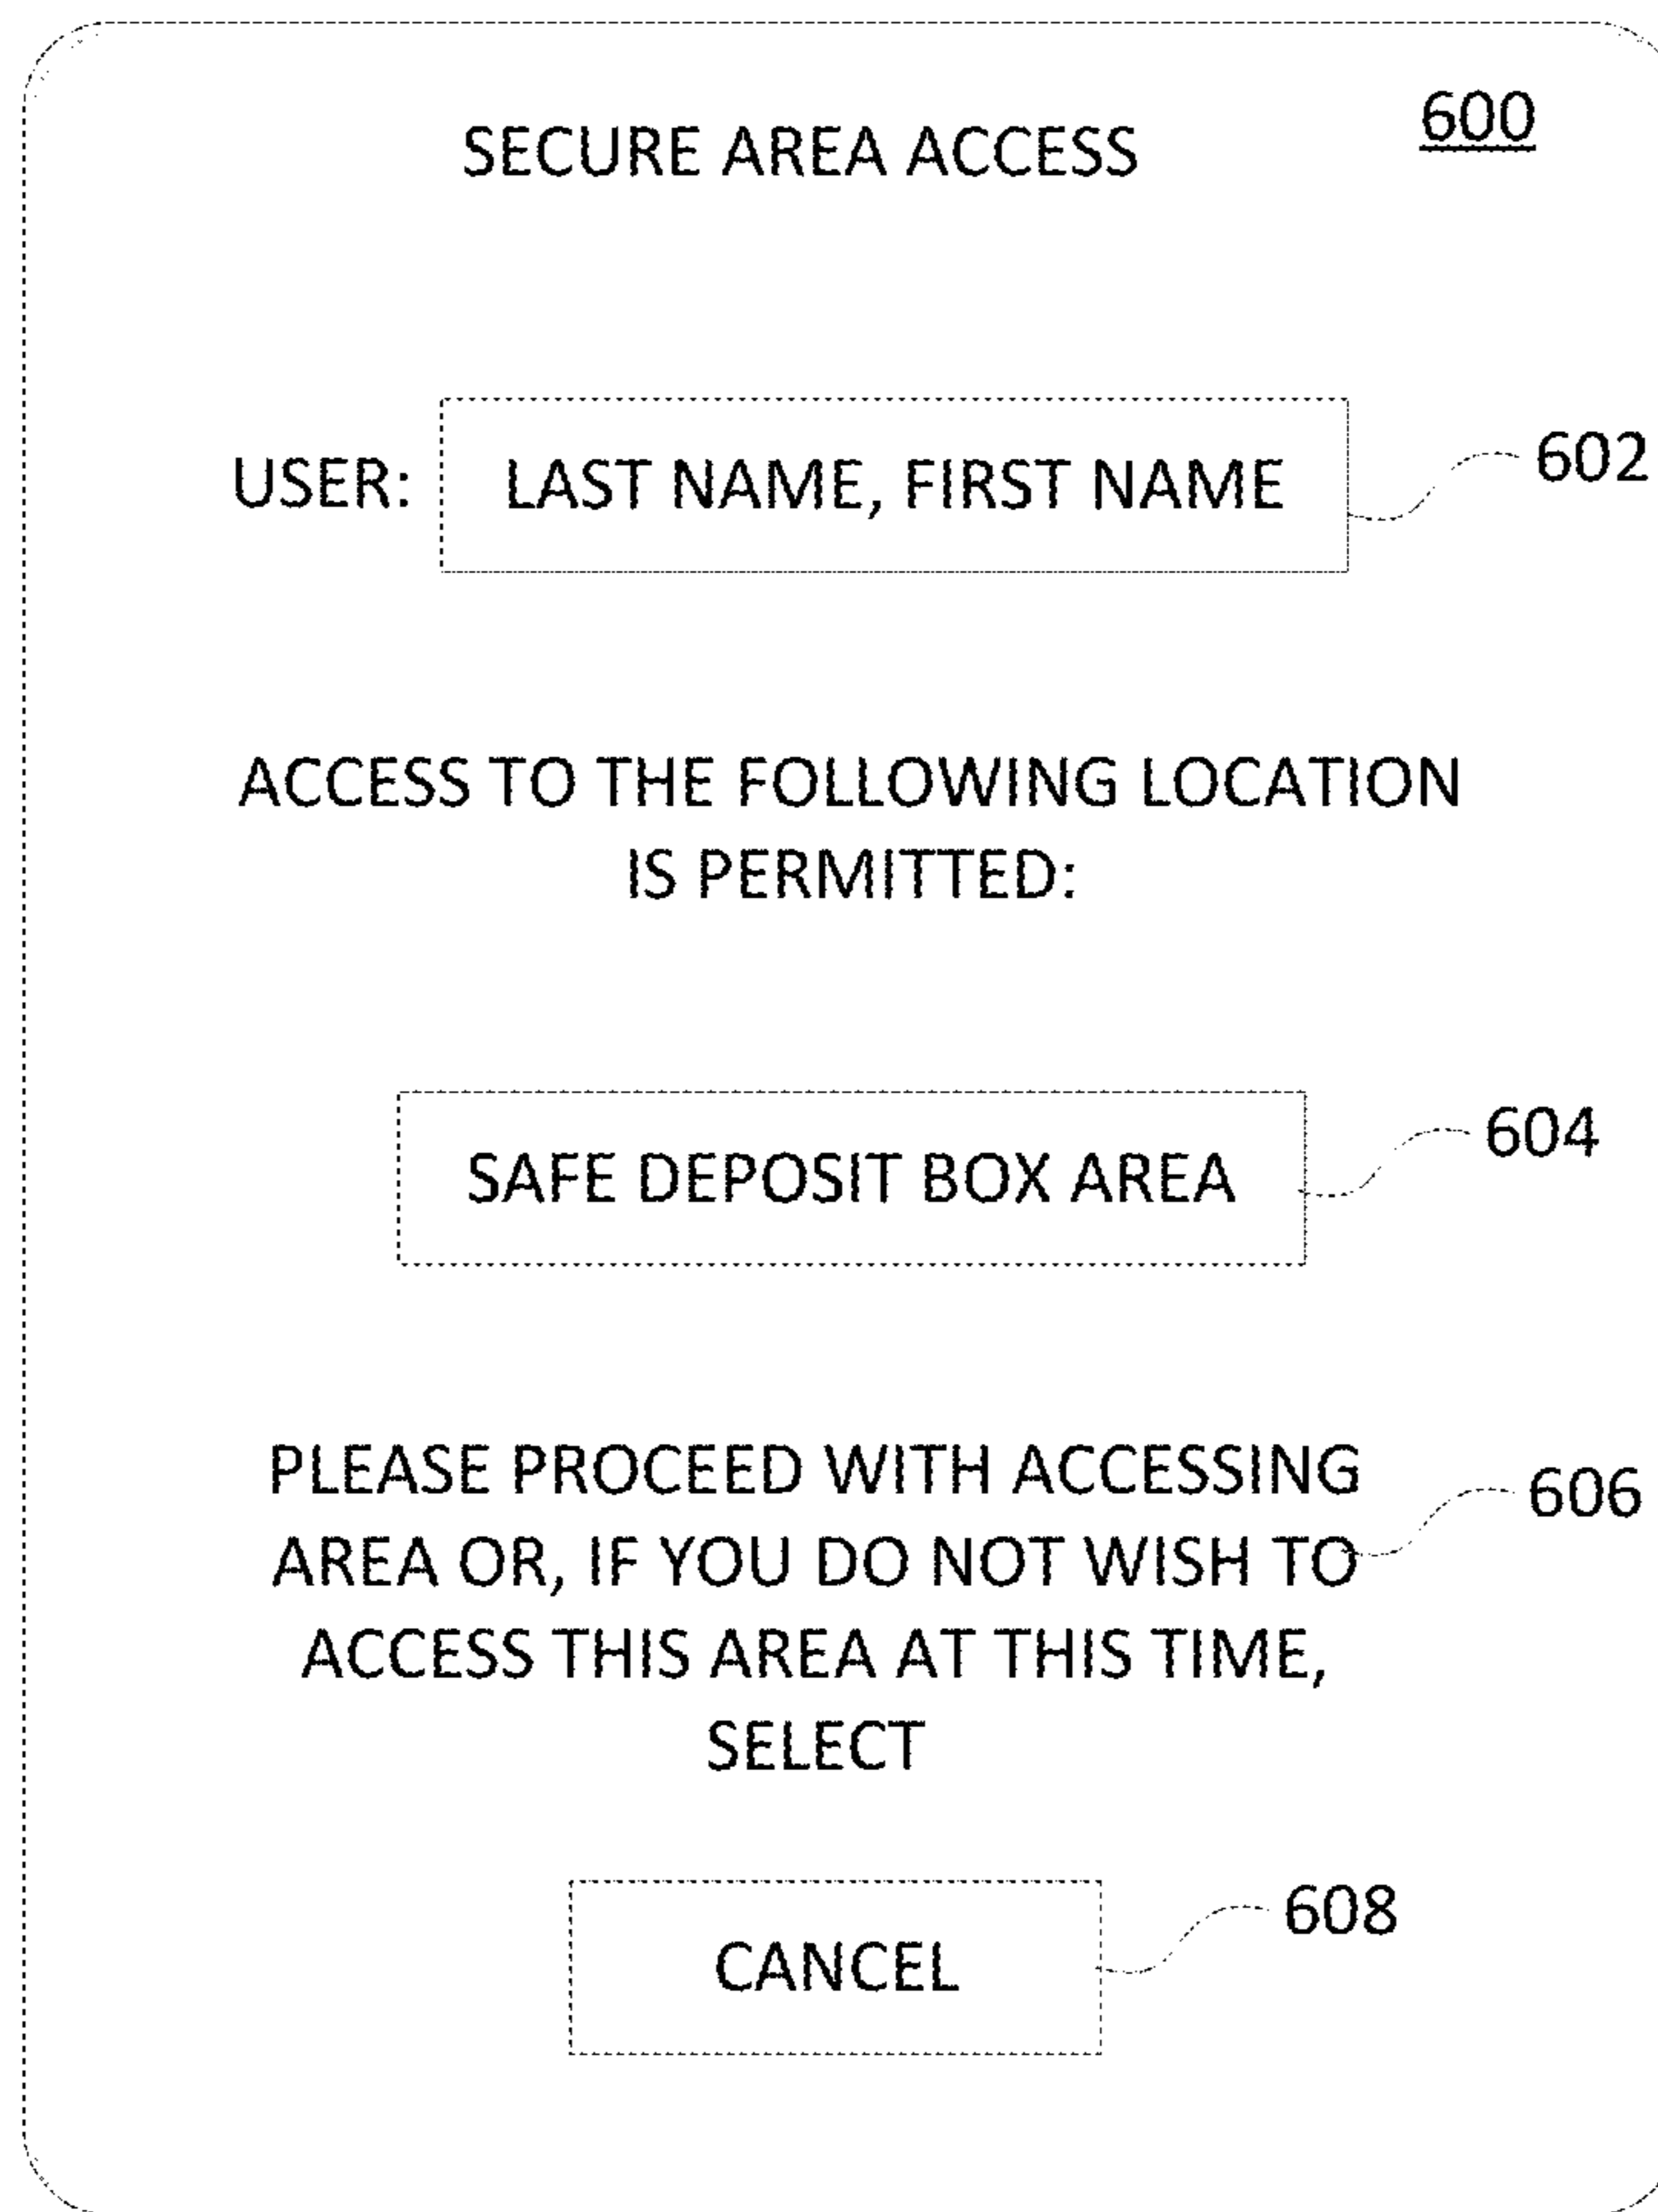 SECURE AREA ACCESS 600
USER: LAST NAME, FIRST NAME 602
ACCESS TO THE FOLLOWING LOCATION
IS PERMITTED:
SAFE DEPOSIT BOX AREA 604
PLEASE PROCEED WITH ACCESSING 606
AREA OR, IF YOU DO NOT WISH TO
ACCESS THIS AREA AT THIS TIME,
SELECT
CANCEL 608